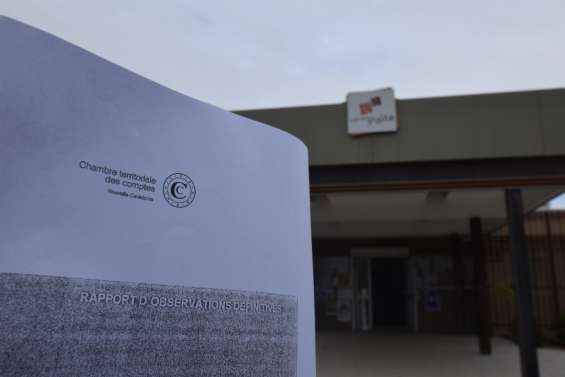 Chambre territoriale
des comptes
Nouvelle-Calédonie
RAPPORT D'OBSERVATIONS DÉFINITIVES